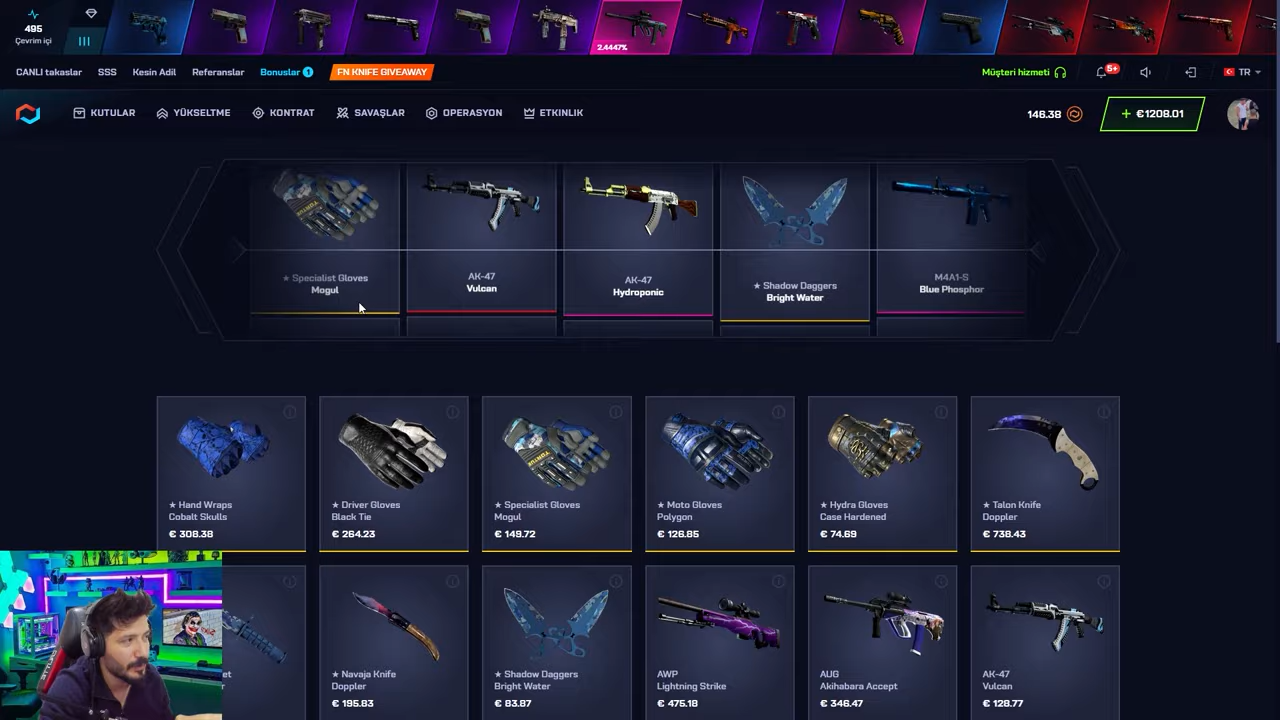 495
Çevrim içi
2.4447%
CANLI takaslar
SSS
Kesin Adil
Referanslar
Bonuslar 1
FN KNIFE GIVEAWAY
Müşteri hizmeti
5+
TR
KUTULAR
YÜKSELTME
KONTRAT
SAVAŞLAR
OPERASYON
ETKINLIK
146.38
+ €1208.01
★ Specialist Gloves
Mogul
AK-47
Vulcan
AK-47
Hydroponic
★ Shadow Daggers
Bright Water
M4A1-S
Blue Phosphor
★ Hand Wraps
Cobalt Skulls
€ 308.38
★ Driver Gloves
Black Tie
€ 264.23
★ Specialist Gloves
Mogul
€ 149.72
★ Moto Gloves
Polygon
€ 126.85
★ Hydra Gloves
Case Hardened
€ 74.69
★ Talon Knife
Doppler
€ 738.43
★ Navaja Knife
Doppler
€ 195.83
★ Shadow Daggers
Bright Water
€ 83.87
AWP
Lightning Strike
€ 475.18
AUG
Akihabara Accept
€ 346.47
AK-47
Vulcan
€ 128.77